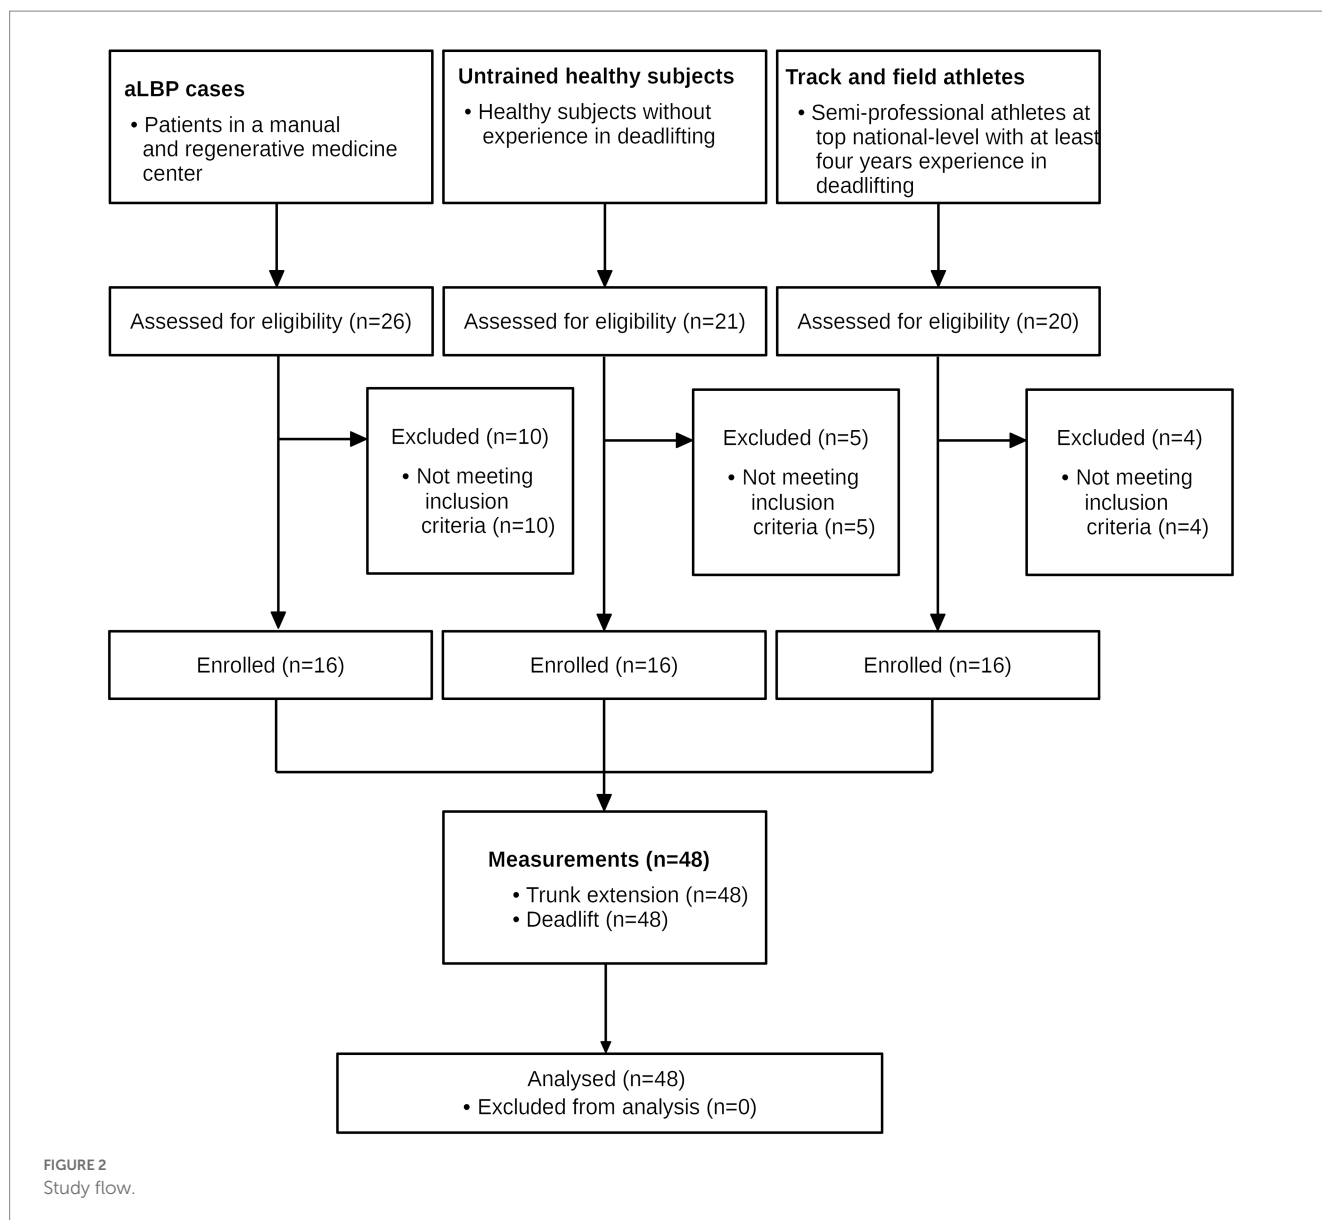 aLBP cases
• Patients in a manual
and regenerative medicine
center
Untrained healthy subjects
• Healthy subjects without
experience in deadlifting
Track and field athletes
• Semi-professional athletes at
top national-level with at least
four years experience in
deadlifting
Assessed for eligibility (n=26)
Assessed for eligibility (n=21)
Assessed for eligibility (n=20)
Excluded (n=10)
• Not meeting
inclusion
criteria (n=10)
Excluded (n=5)
• Not meeting
inclusion
criteria (n=5)
Excluded (n=4)
• Not meeting
inclusion
criteria (n=4)
Enrolled (n=16)
Enrolled (n=16)
Enrolled (n=16)
Measurements (n=48)
• Trunk extension (n=48)
• Deadlift (n=48)
Analysed (n=48)
• Excluded from analysis (n=0)
FIGURE 2
Study flow.